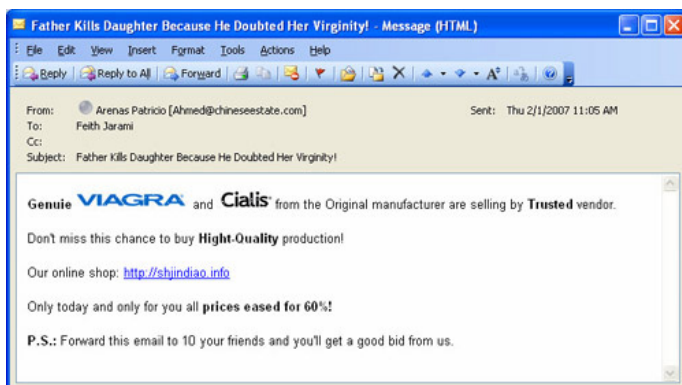 Father Kills Daughter Because He Doubted Her Virginity! - Message (HTML)
File Edit View Insert Format Tools Actions Help
Reply Reply to All Forward
From: Arenas Patricio [Ahmed@chineseestate.com] Sent: Thu 2/1/2007 11:05 AM
To: Feith Jarami
Cc:
Subject: Father Kills Daughter Because He Doubted Her Virginity!
Genuie VIAGRA and Cialis from the Original manufacturer are selling by Trusted vendor.
Don't miss this chance to buy Hight-Quality production!
Our online shop: http://shjindiao.info
Only today and only for you all prices eased for 60%!
P.S.: Forward this email to 10 your friends and you'll get a good bid from us.